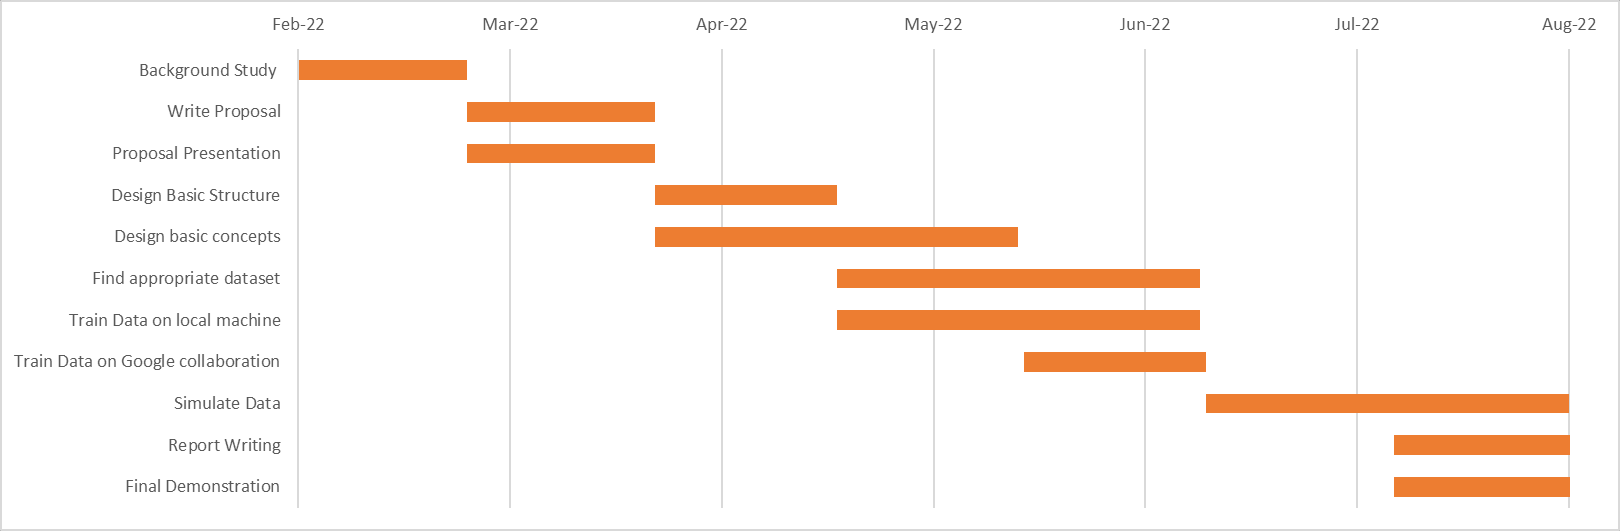 Feb-22 Mar-22 Apr-22 May-22 Jun-22 Jul-22 Aug-22
Background Study
Write Proposal
Proposal Presentation
Design Basic Structure
Design basic concepts
Find appropriate dataset
Train Data on local machine
Train Data on Google collaboration
Simulate Data
Report Writing
Final Demonstration